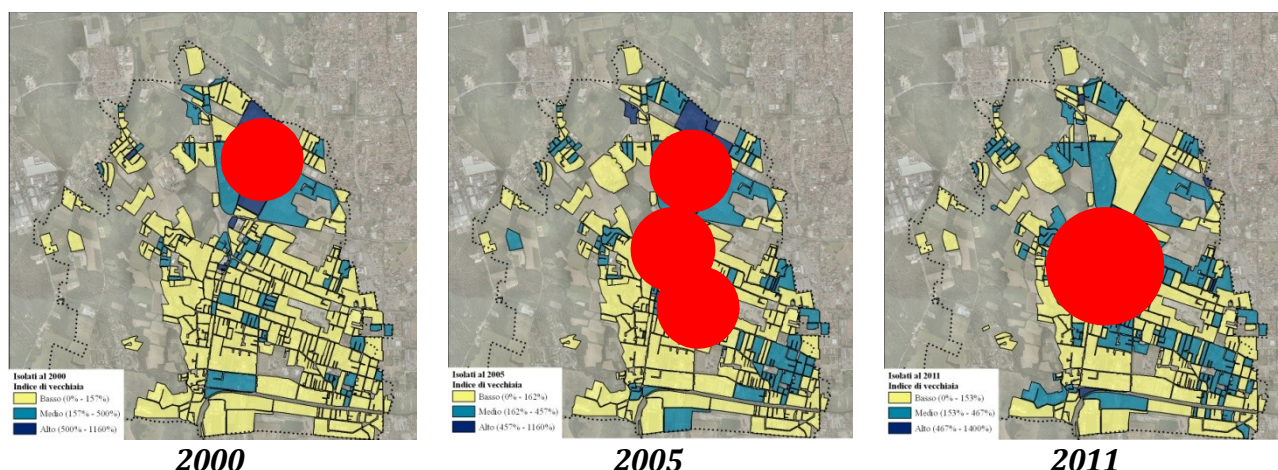 Isolati al 2000
Indice di vecchiaia
Basso (0% - 157%)
Medio (157% - 500%)
Alto (500% - 1160%)
2000
Isolati al 2005
Indice di vecchiaia
Basso (0% - 162%)
Medio (162% - 457%)
Alto (457% - 1160%)
2005
Isolati al 2011
Indice di vecchiaia
Basso (0% - 153%)
Medio (153% - 467%)
Alto (467% - 1400%)
2011